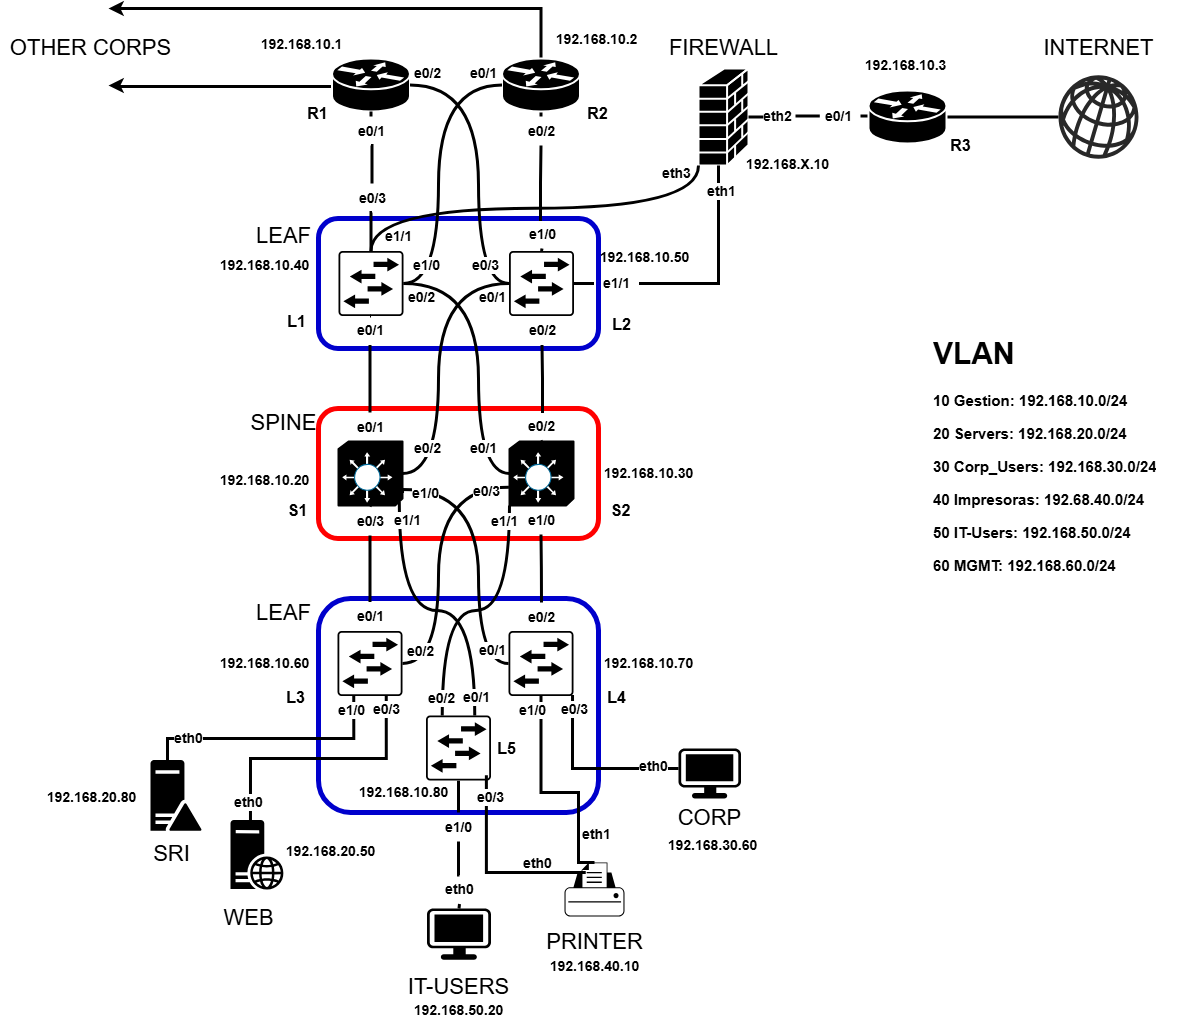 OTHER CORPS
192.168.10.1
192.168.10.2
FIREWALL
INTERNET
192.168.10.3
e0/2
e0/1
R1
R2
eth2
e0/1
R3
e0/1
e0/2
192.168.X.10
eth3
eth1
e0/3
LEAF
e1/1
e1/0
192.168.10.40
e1/0
e0/3
192.168.10.50
e0/2
e0/1
e1/1
L1
L2
e0/1
e0/2
VLAN
10 Gestion: 192.168.10.0/24
20 Servers: 192.168.20.0/24
30 Corp_Users: 192.168.30.0/24
40 Impresoras: 192.68.40.0/24
50 IT-Users: 192.168.50.0/24
60 MGMT: 192.168.60.0/24
SPINE
e0/1
e0/2
e0/2
e0/1
192.168.10.20
192.168.10.30
e1/0
e0/3
S1
S2
e0/3
e1/1
e1/1
e1/0
LEAF
e0/1
e0/2
192.168.10.60
e0/2
e0/1
192.168.10.70
L3
L4
e1/0
e0/3
e0/2
e0/1
e1/0
e0/3
eth0
L5
eth0
192.168.20.80
192.168.10.80
e0/3
eth0
CORP
SRI
e1/0
eth1
192.168.30.60
192.168.20.50
eth0
WEB
eth0
PRINTER
192.168.40.10
IT-USERS
192.168.50.20